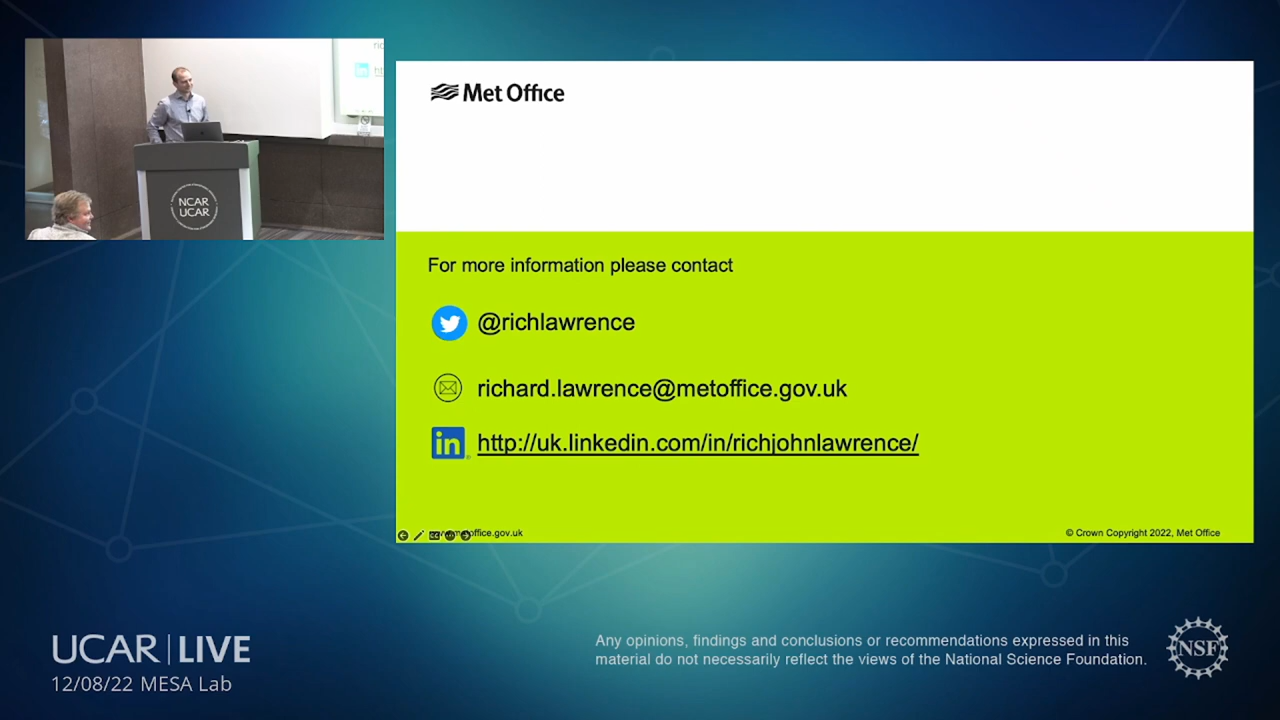 NCAR
UCAR
Met Office
For more information please contact
@richlawrence
richard.lawrence@metoffice.gov.uk
in http://uk.linkedin.com/in/richjohnlawrence/
www.metoffice.gov.uk
© Crown Copyright 2022, Met Office
UCAR | LIVE
12/08/22 MESA Lab
Any opinions, findings and conclusions or recommendations expressed in this
material do not necessarily reflect the views of the National Science Foundation.
NSF